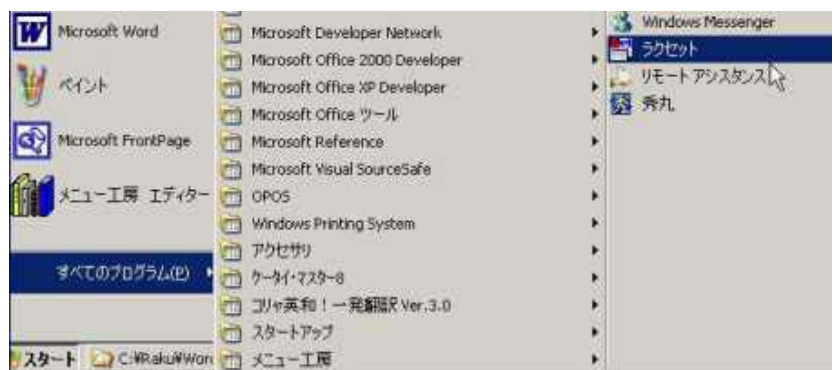 Microsoft Word
ペイント
Microsoft FrontPage
メニュー工房 エディター
すべてのプログラム(P)
スタート
C:¥Raku¥Wor
Microsoft Developer Network
Microsoft Office 2000 Developer
Microsoft Office XP Developer
Microsoft Office ツール
Microsoft Reference
Microsoft Visual SourceSafe
OPOS
Windows Printing System
アクセサリ
ケータイ・マスター8
コリャ英和!一発翻訳 Ver.3.0
スタートアップ
メニュー工房
Windows Messenger
ラクセット
リモート アシスタンス
秀丸